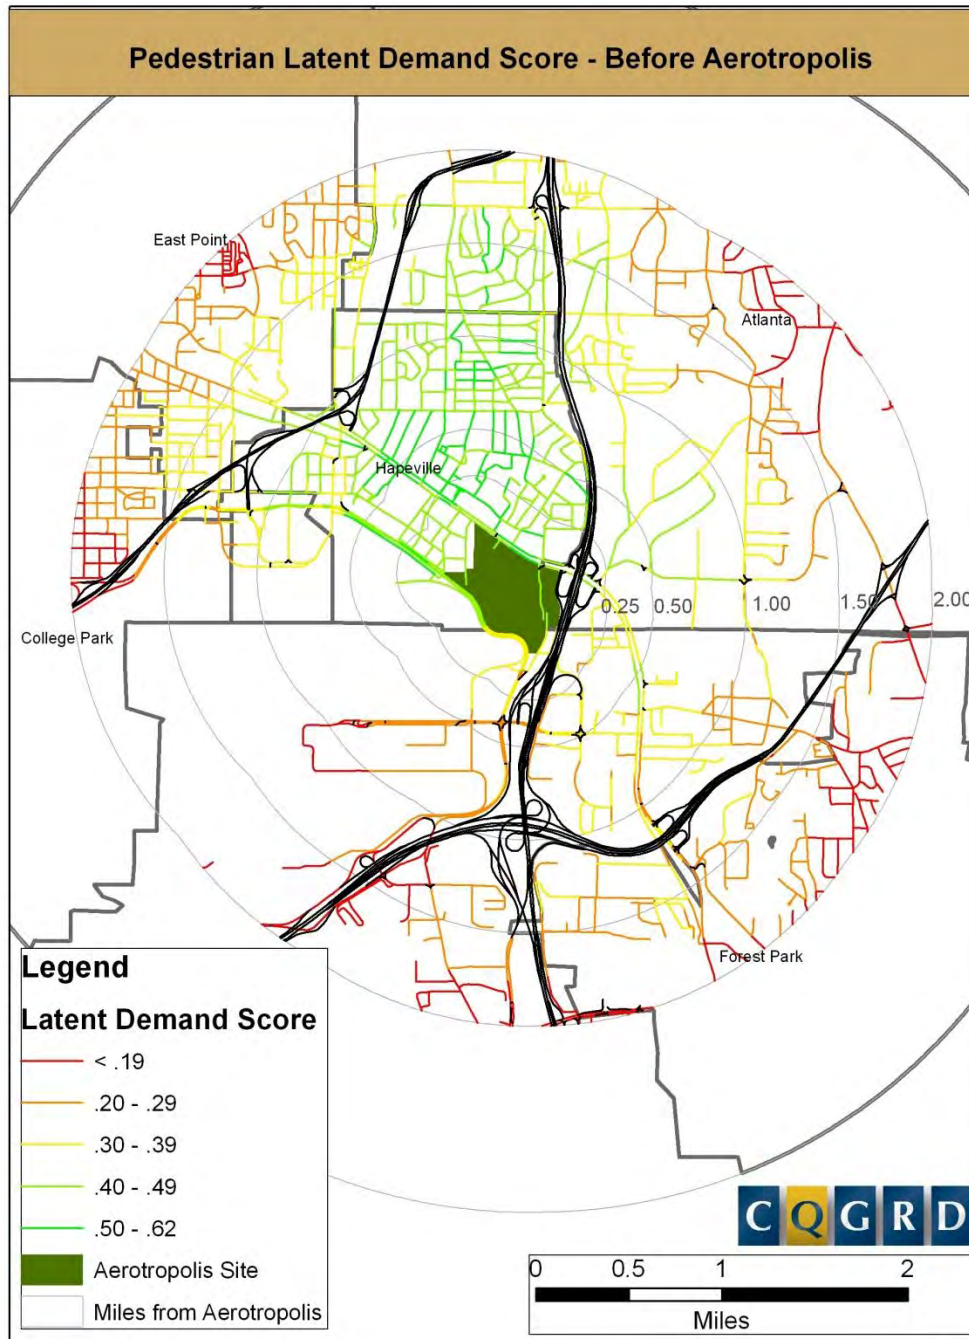 Pedestrian Latent Demand Score - Before Aerotropolis
East Point
Atlanta
Hapeville
0.25 0.50 1.00 1.50 2.00
College Park
Forest Park
Legend
Latent Demand Score
< .19
.20 - .29
.30 - .39
.40 - .49
.50 - .62
Aerotropolis Site
Miles from Aerotropolis
CQGRD
0 0.5 1 2
Miles